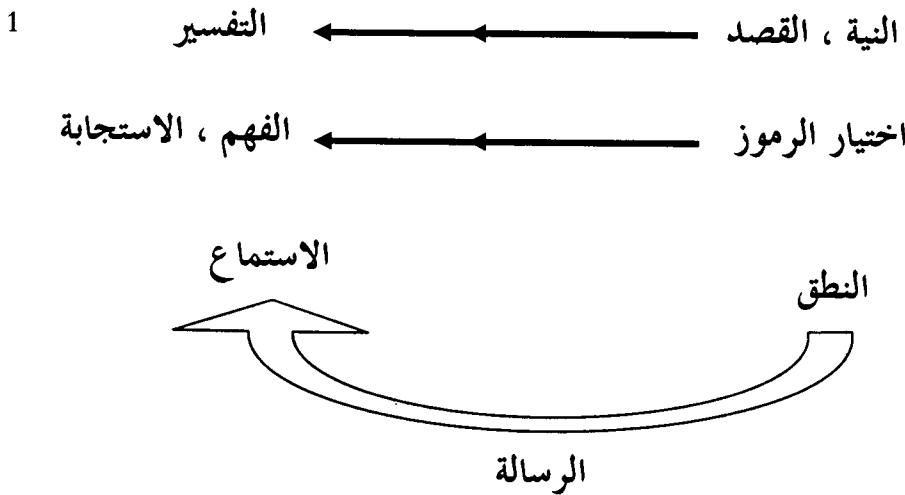 1
النية ، القصد التفسير
اختيار الرموز الفهم ، الاستجابة
الاستماع
النطق
الرسالة